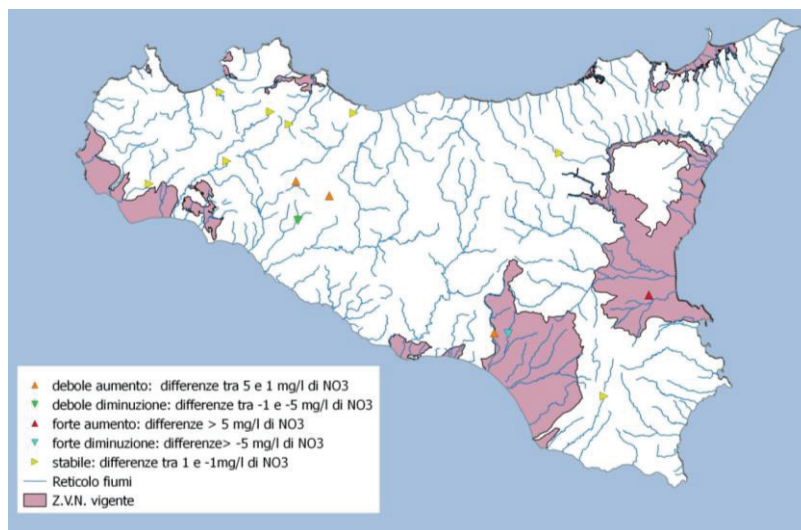 debole aumento: differenze tra 5 e 1 mg/l di NO3
debole diminuzione: differenze tra -1 e -5 mg/l di NO3
forte aumento: differenze > 5 mg/l di NO3
forte diminuzione: differenze> -5 mg/l di NO3
stabile: differenze tra 1 e -1mg/l di NO3
Reticolo fiumi
Z.V.N. vigente